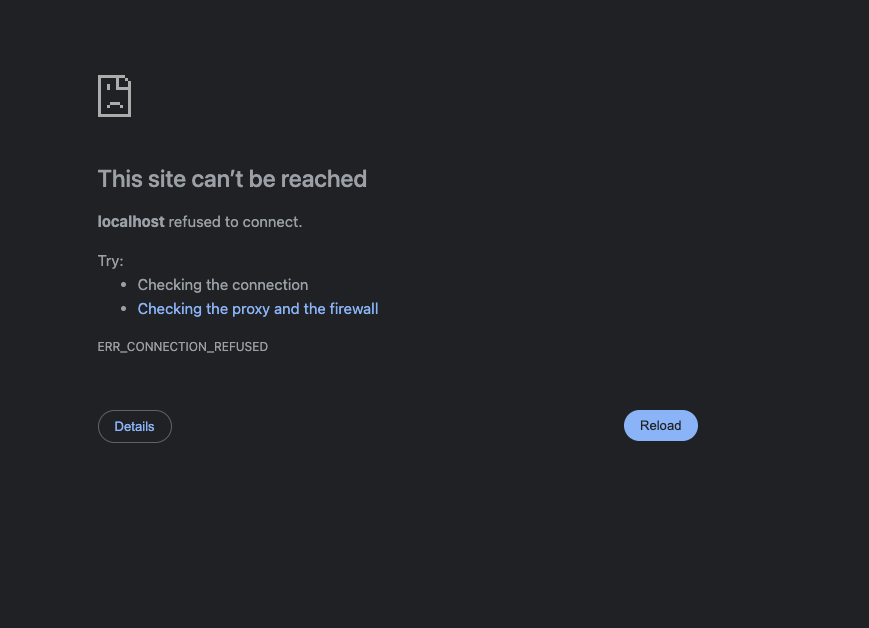 This site can’t be reached
localhost refused to connect.
Try:
• Checking the connection
• Checking the proxy and the firewall
ERR_CONNECTION_REFUSED
Details
Reload